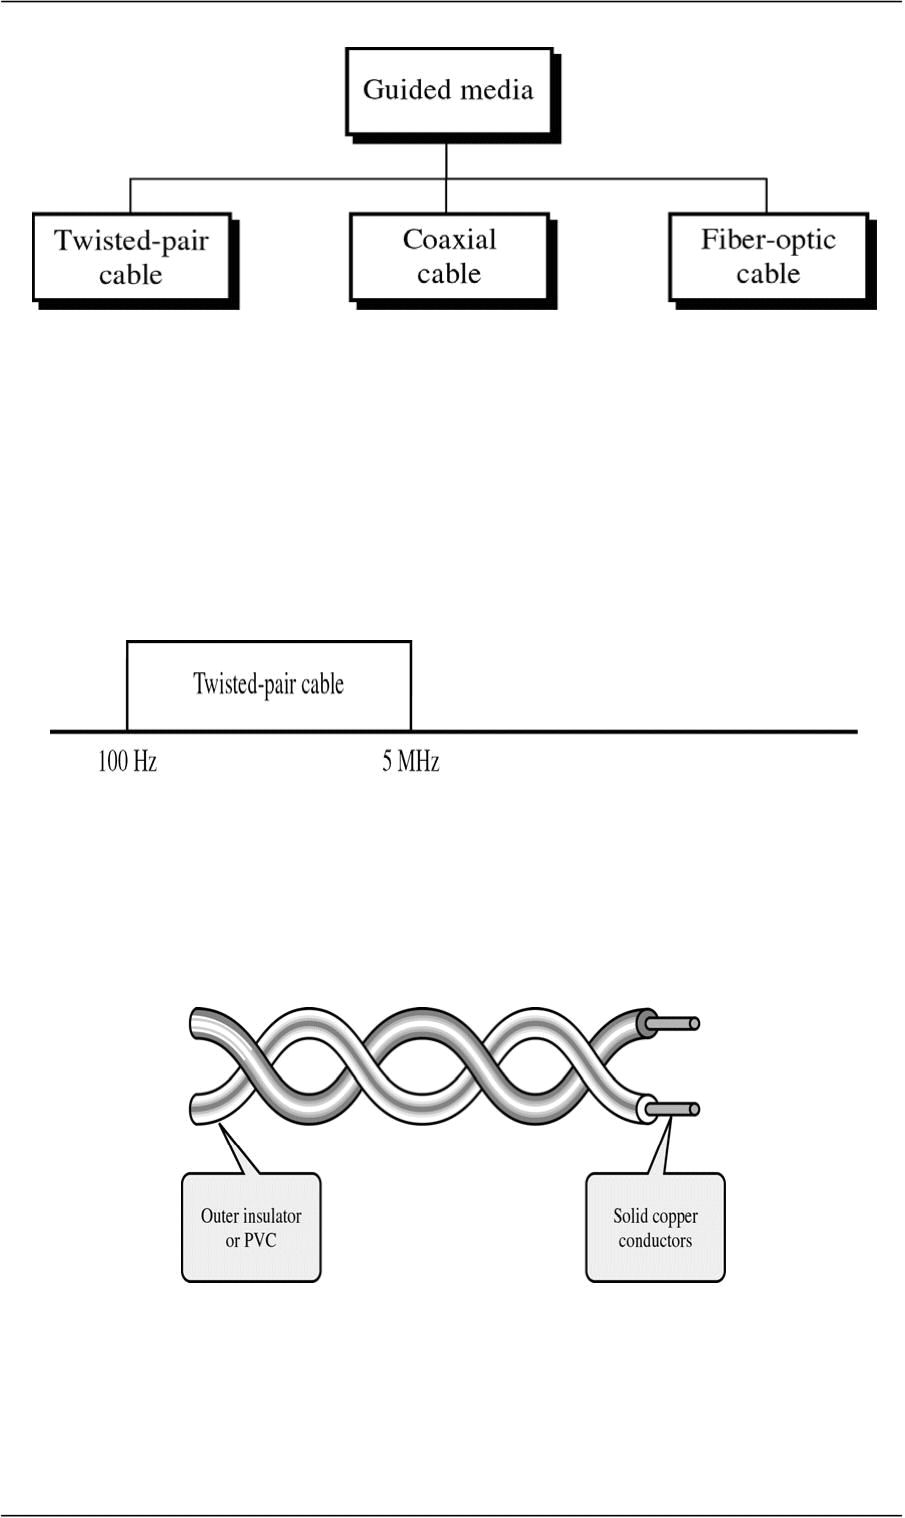 Guided media
Twisted-pair
cable
Coaxial
cable
Fiber-optic
cable
Twisted-pair cable
100 Hz
5 MHz
Outer insulator
or PVC
Solid copper
conductors